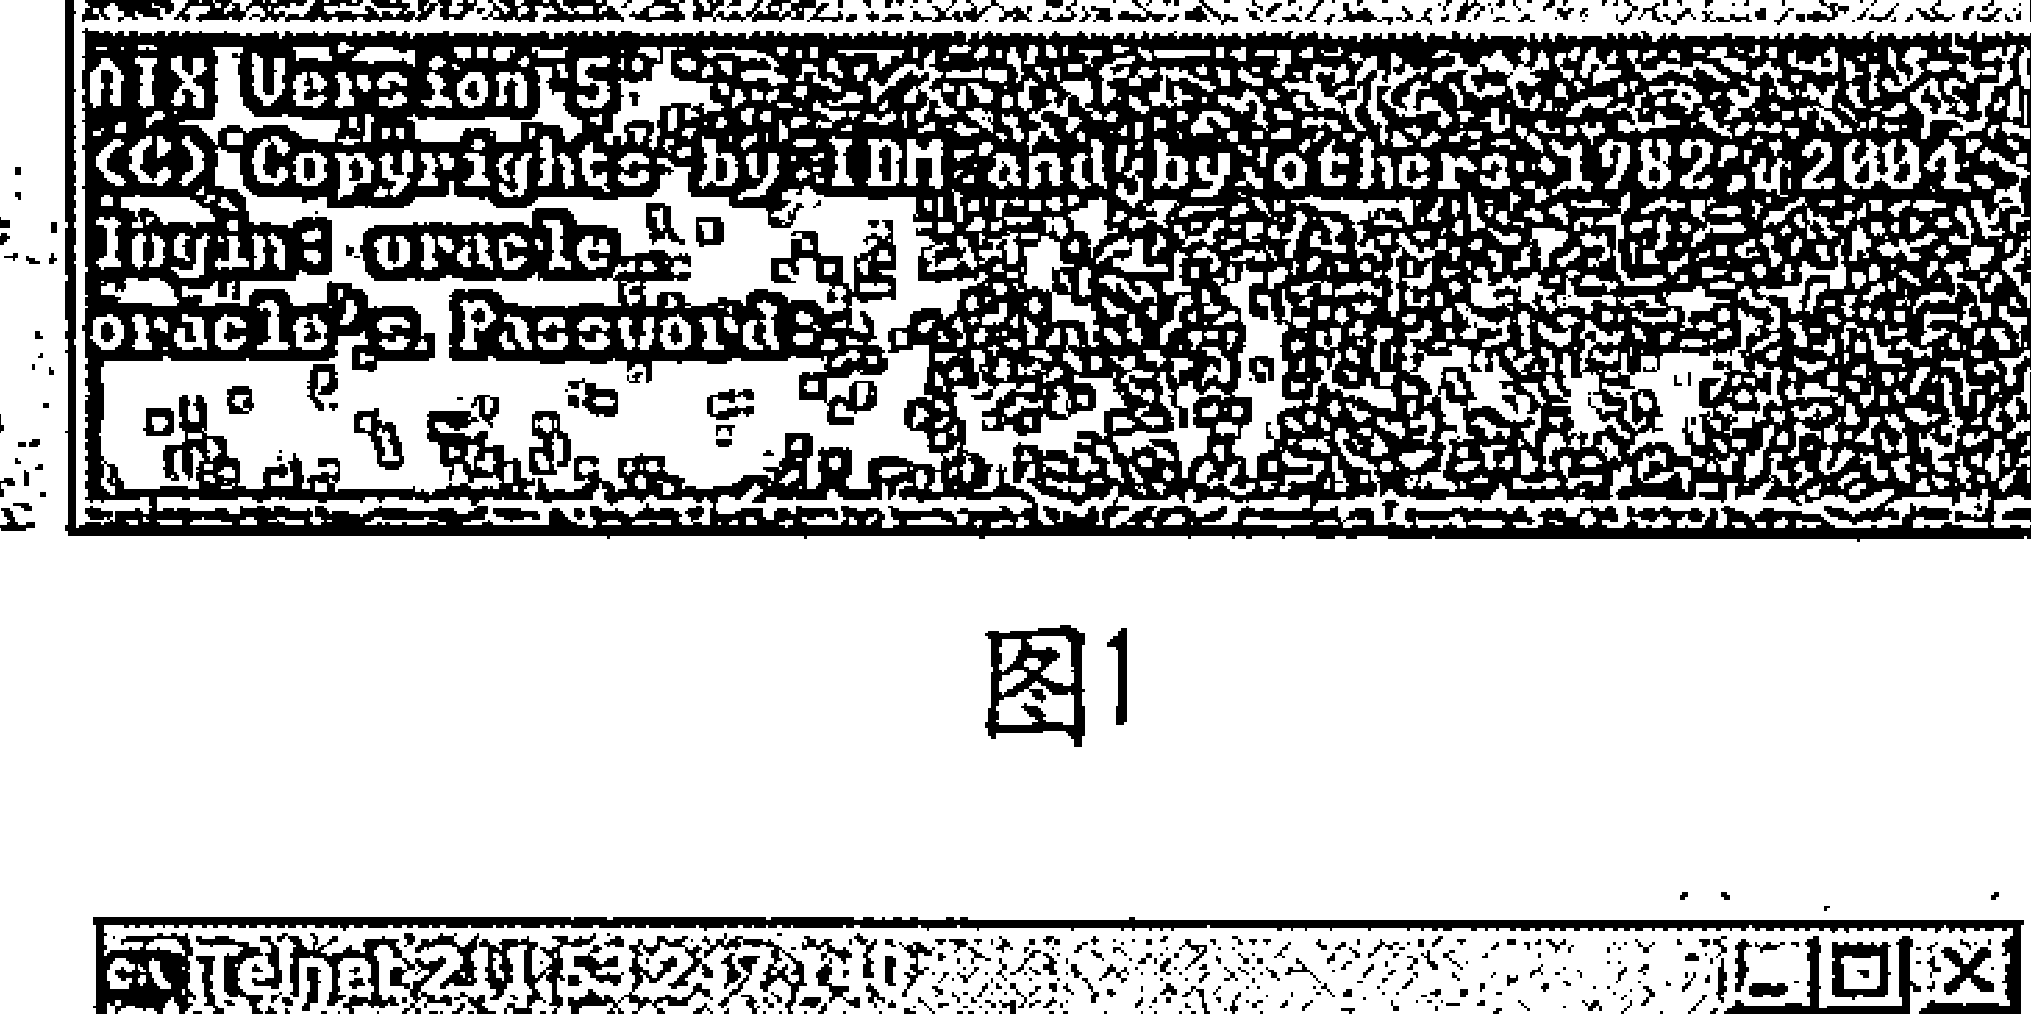 AIX Version 5
(C) Copyrights by IBM and by others 1982, 2004
login: oracle
oracle's Password:
图1
Telnet